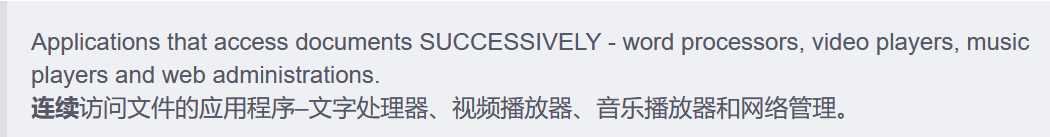 Applications that access documents SUCCESSIVELY - word processors, video players, music
players and web administrations.
连续访问文件的应用程序–文字处理器、视频播放器、音乐播放器和网络管理。